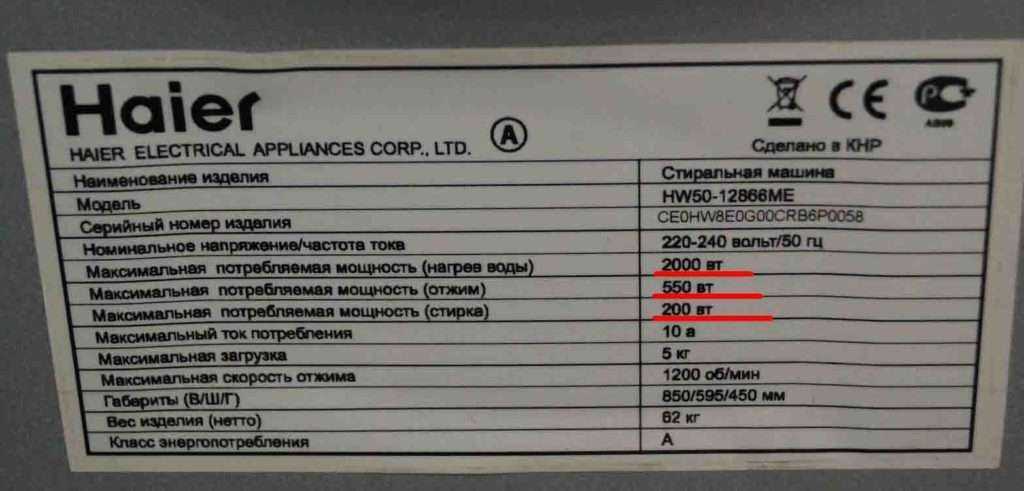 Haier
HAIER ELECTRICAL APPLIANCES CORP., LTD. A
CE
Сделано в КНР
Наименование изделия Стиральная машина
Модель HW50-12866ME
Серийный номер изделия CE0HW8E0G00CRB6P0058
Номинальное напряжение/частота тока 220-240 вольт/50 гц
Максимальная потребляемая мощность (нагрев воды) 2000 вт
Максимальная потребляемая мощность (отжим) 550 вт
Максимальная потребляемая мощность (стирка) 200 вт
Максимальный ток потребления 10 а
Максимальная загрузка 5 кг
Максимальная скорость отжима 1200 об/мин
Габериты (В/Ш/Г) 850/595/450 мм
Вес изделия (нетто) 62 кг
Класс энергопотребления А